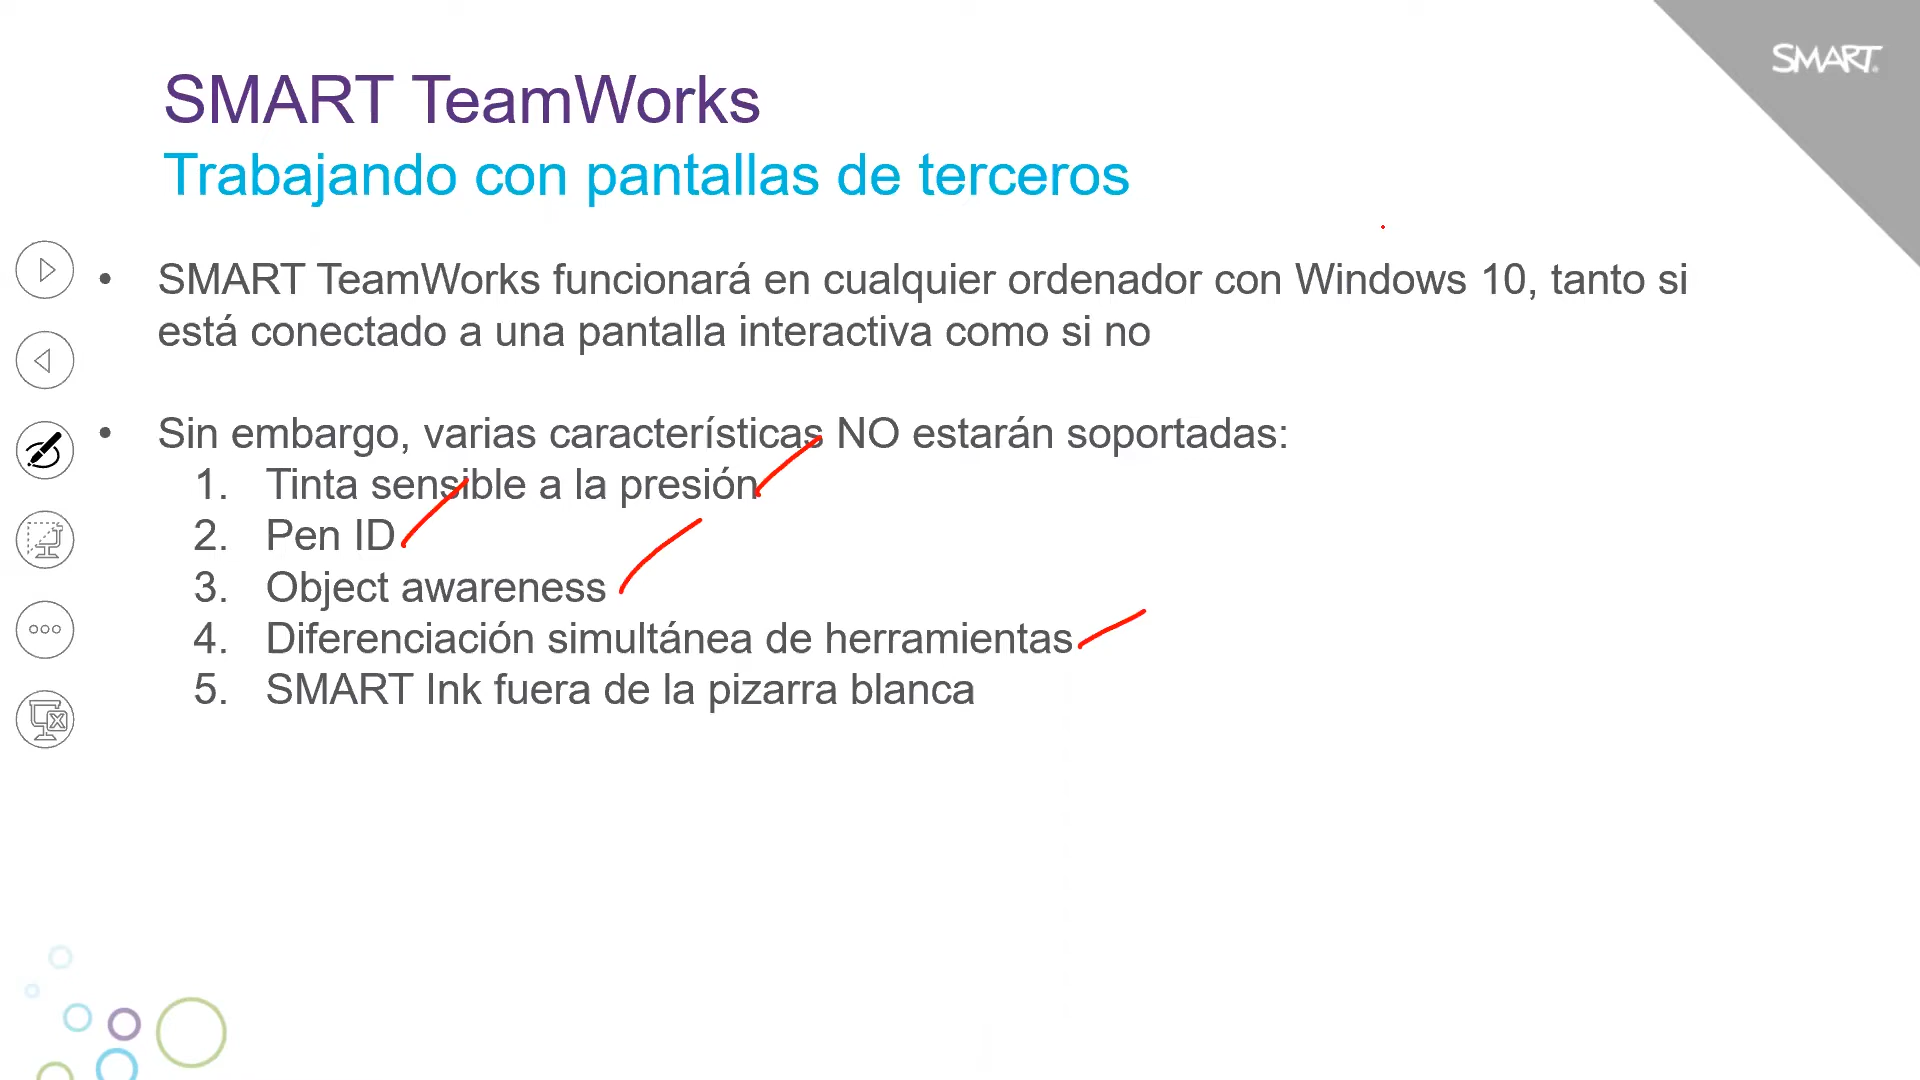 SMART
SMART TeamWorks
Trabajando con pantallas de terceros
• SMART TeamWorks funcionará en cualquier ordenador con Windows 10, tanto si
está conectado a una pantalla interactiva como si no
• Sin embargo, varias características NO estarán soportadas:
1. Tinta sensible a la presión
2. Pen ID
3. Object awareness
4. Diferenciación simultánea de herramientas
5. SMART Ink fuera de la pizarra blanca